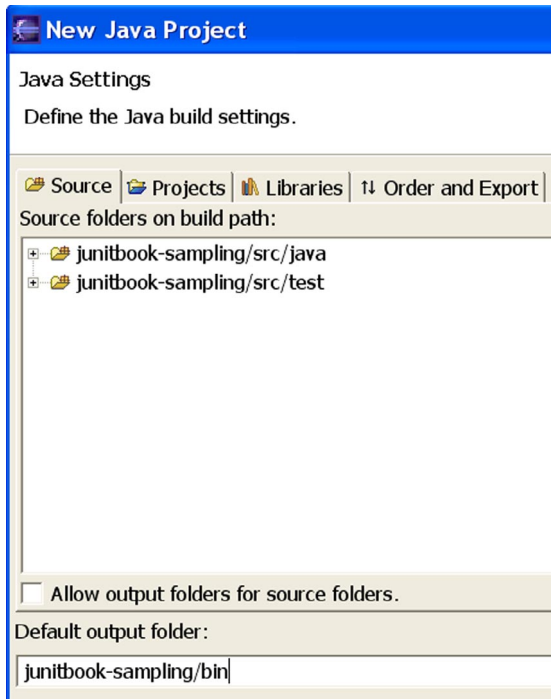 New Java Project
Java Settings
Define the Java build settings.
Source Projects Libraries Order and Export
Source folders on build path:
junitbook-sampling/src/java
junitbook-sampling/src/test
Allow output folders for source folders.
Default output folder:
junitbook-sampling/bin